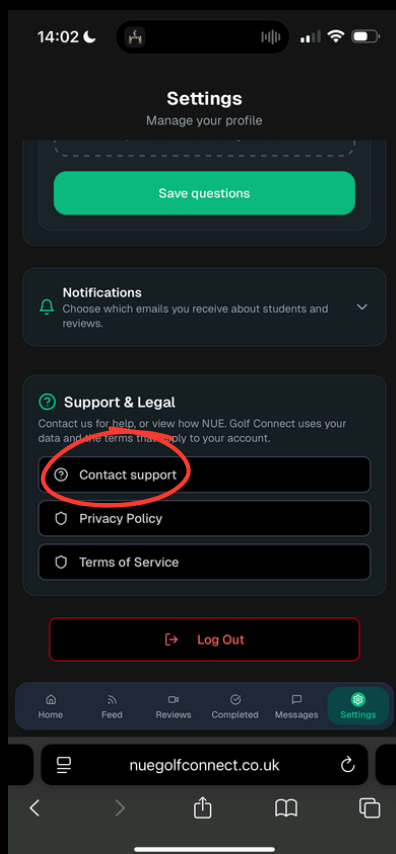 14:02
Settings
Manage your profile
Save questions
Notifications
Choose which emails you receive about students and
reviews.
Support & Legal
Contact us for help, or view how NUE. Golf Connect uses your
data and the terms that apply to your account.
Contact support
Privacy Policy
Terms of Service
Log Out
Home Feed Reviews Completed Messages Settings
nuegolfconnect.co.uk